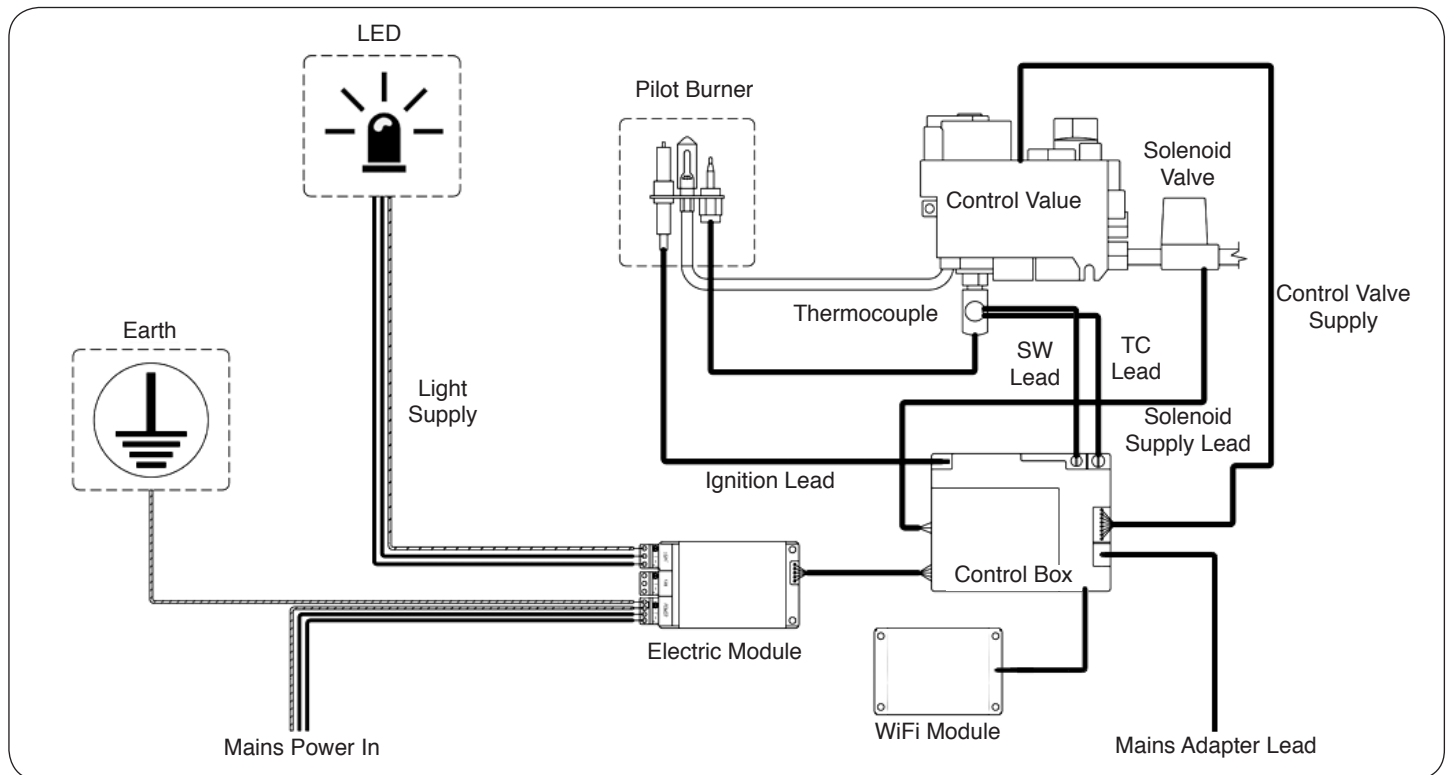 LED
Pilot Burner
Solenoid
Valve
Control Value
Control Valve
Supply
Thermocouple
Earth
SW
Lead
TC
Lead
Light
Supply
Solenoid
Supply Lead
Ignition Lead
Control Box
Electric Module
WiFi Module
Mains Power In
Mains Adapter Lead